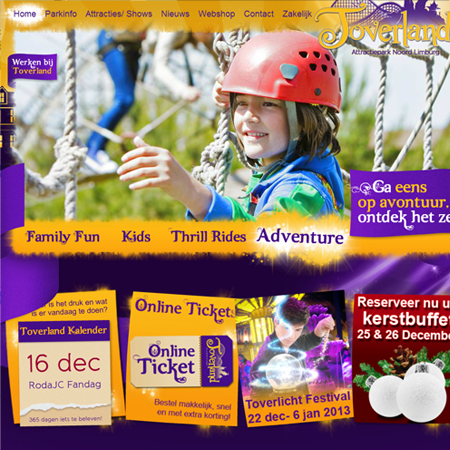 Home Parkinfo Attracties/ Shows Nieuws Webshop Contact Zakelijk
Toverland
Attractiepark Noord-Limburg
Werken bij
Toverland
Ga eens
op avontuur.
ontdek het ze
Family Fun Kids Thrill Rides Adventure
is het druk en wat
is er vandaag te doen?
Toverland Kalender
16 dec
RodaJC Fandag
365 dagen iets te beleven!
Online Ticket
Online
Ticket
Toverland
Bestel makkelijk, snel
en met extra korting!
Toverlicht Festival
22 dec- 6 jan 2013
Reserveer nu u
kerstbuffet
25 & 26 Decembe